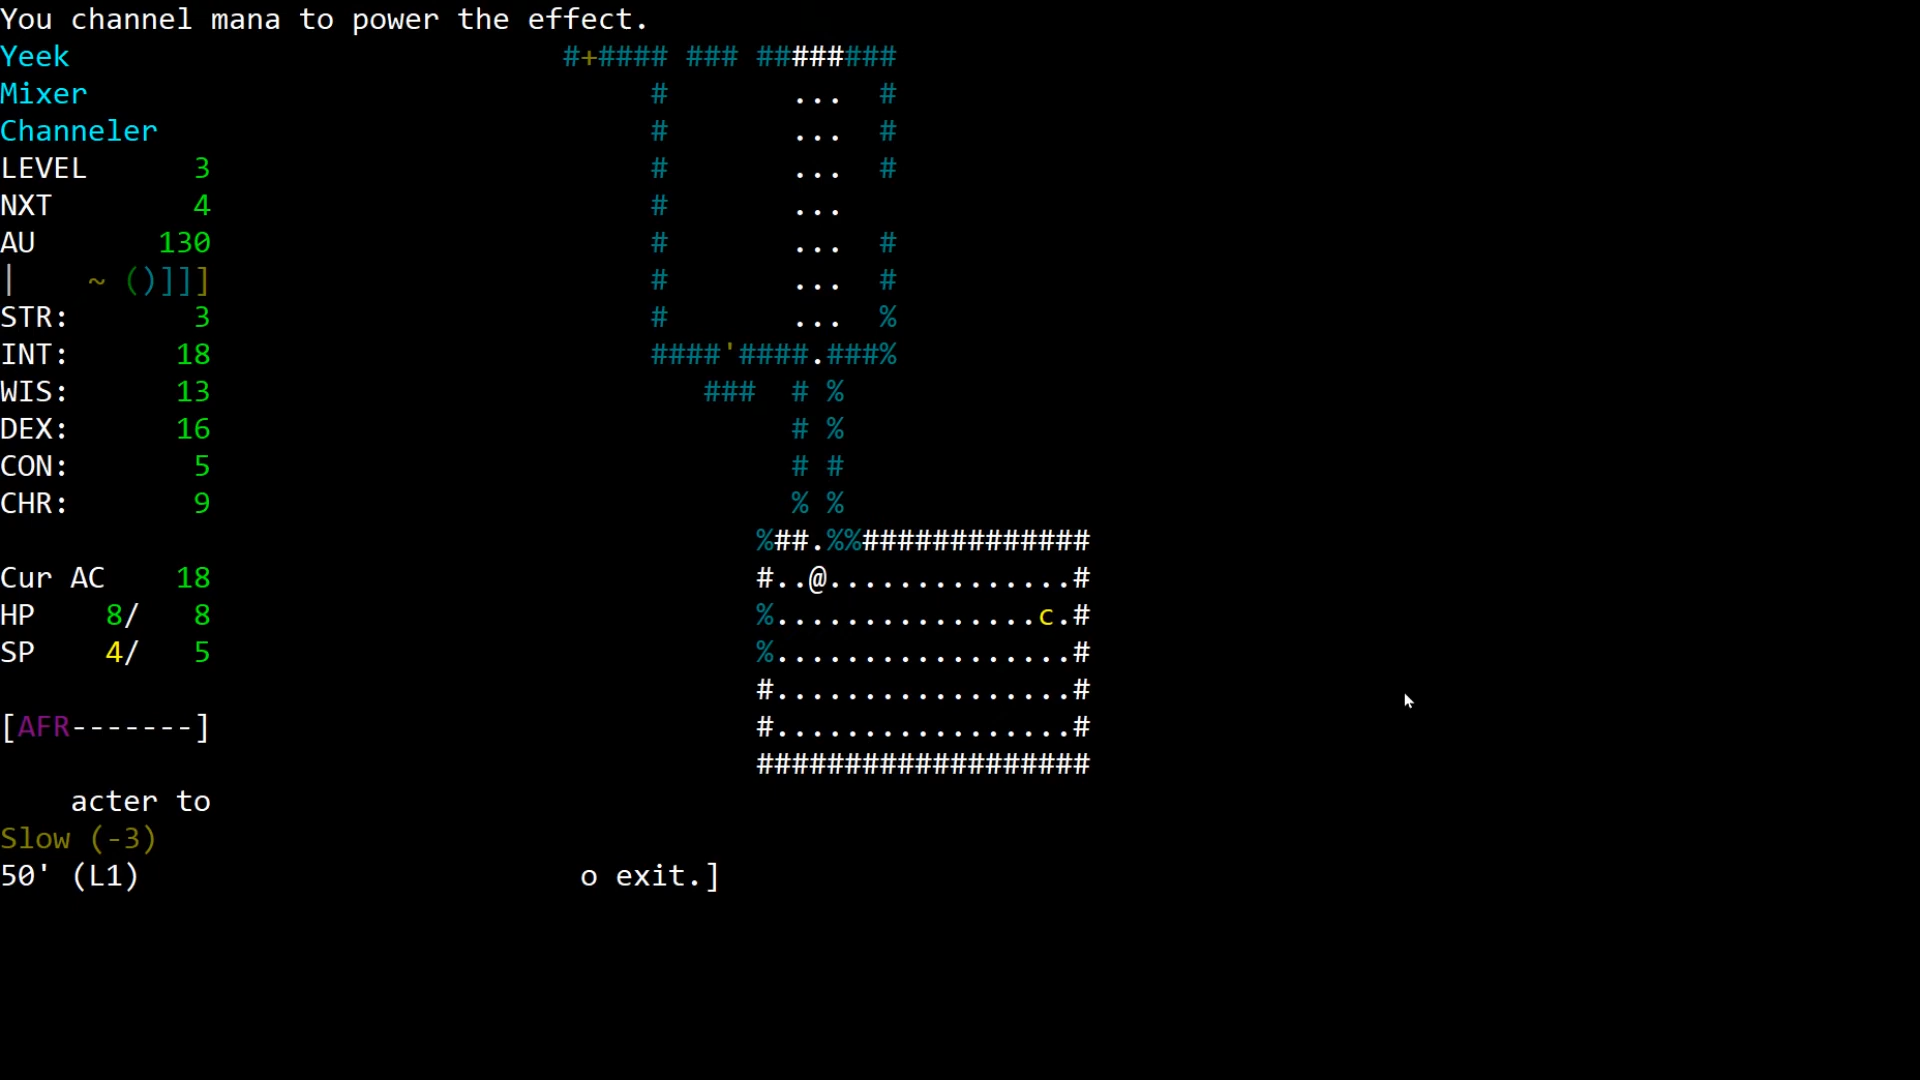 You channel mana to power the effect.
Yeek                            #+#### ### ########
Mixer                                #       ...  #
Channeler                            #       ...  #
LEVEL      3                         #       ...  #
NXT        4                         #       ...
AU       130                         #       ...  #
|    ~ ()]]]                         #       ...  #
STR:       3                         #       ...  %
INT:      18                         ####'####.###%
WIS:      13                            ###  # %
DEX:      16                                 # %
CON:       5                                 # #
CHR:       9                                 % %
                                           %##.%%#############
Cur AC    18                               #..@..............#
HP    8/   8                               %...............c.#
SP    4/   5                               %.................#
                                           #.................#
[AFR-------]                               #.................#
                                           ###################
    acter to
Slow (-3)
50' (L1)                         o exit.]